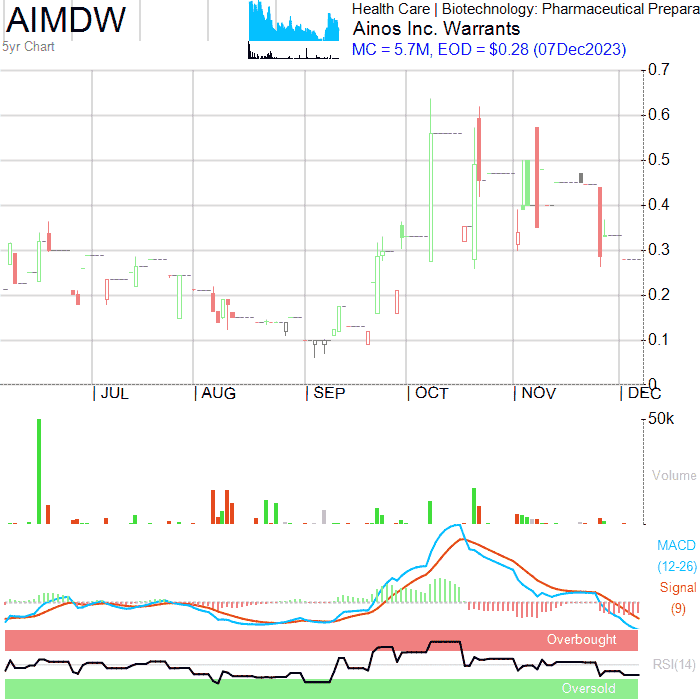 AIMDW
5yr Chart
Health Care | Biotechnology: Pharmaceutical Prepara
Ainos Inc. Warrants
MC = 5.7M, EOD = $0.28 (07Dec2023)
0.7
0.6
0.5
0.4
0.3
0.2
0.1
0
| JUL | AUG | SEP | OCT | NOV | DEC
50k
Volume
MACD
(12-26)
Signal
(9)
Overbought
RSI(14)
Oversold